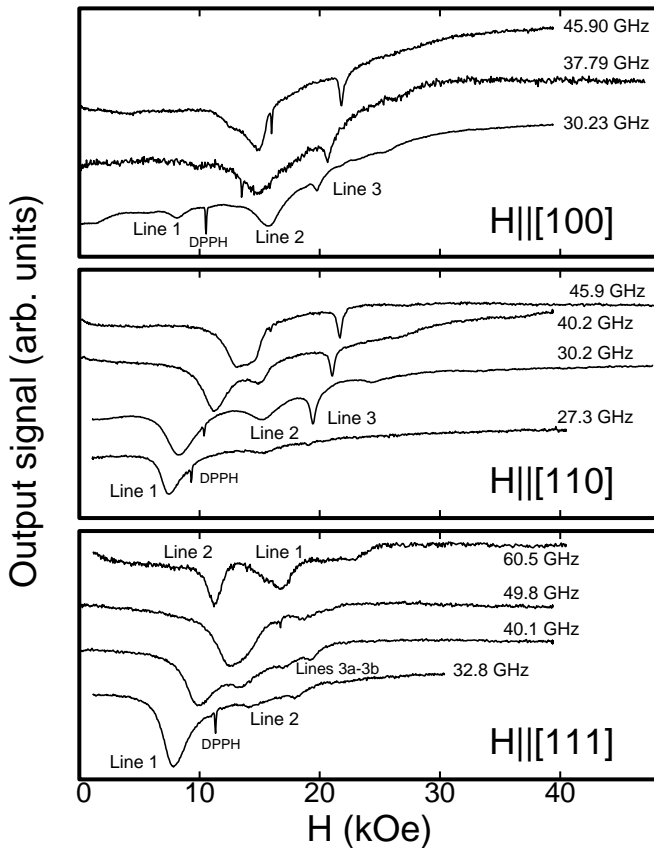 Output signal (arb. units)
45.90 GHz
37.79 GHz
30.23 GHz
Line 3
Line 1
DPPH
Line 2
H||[100]
45.9 GHz
40.2 GHz
30.2 GHz
Line 2
Line 3
27.3 GHz
Line 1
DPPH
H||[110]
Line 2
Line 1
60.5 GHz
49.8 GHz
40.1 GHz
Lines 3a-3b
32.8 GHz
Line 2
DPPH
Line 1
H||[111]
0 10 20 30 40
H (kOe)